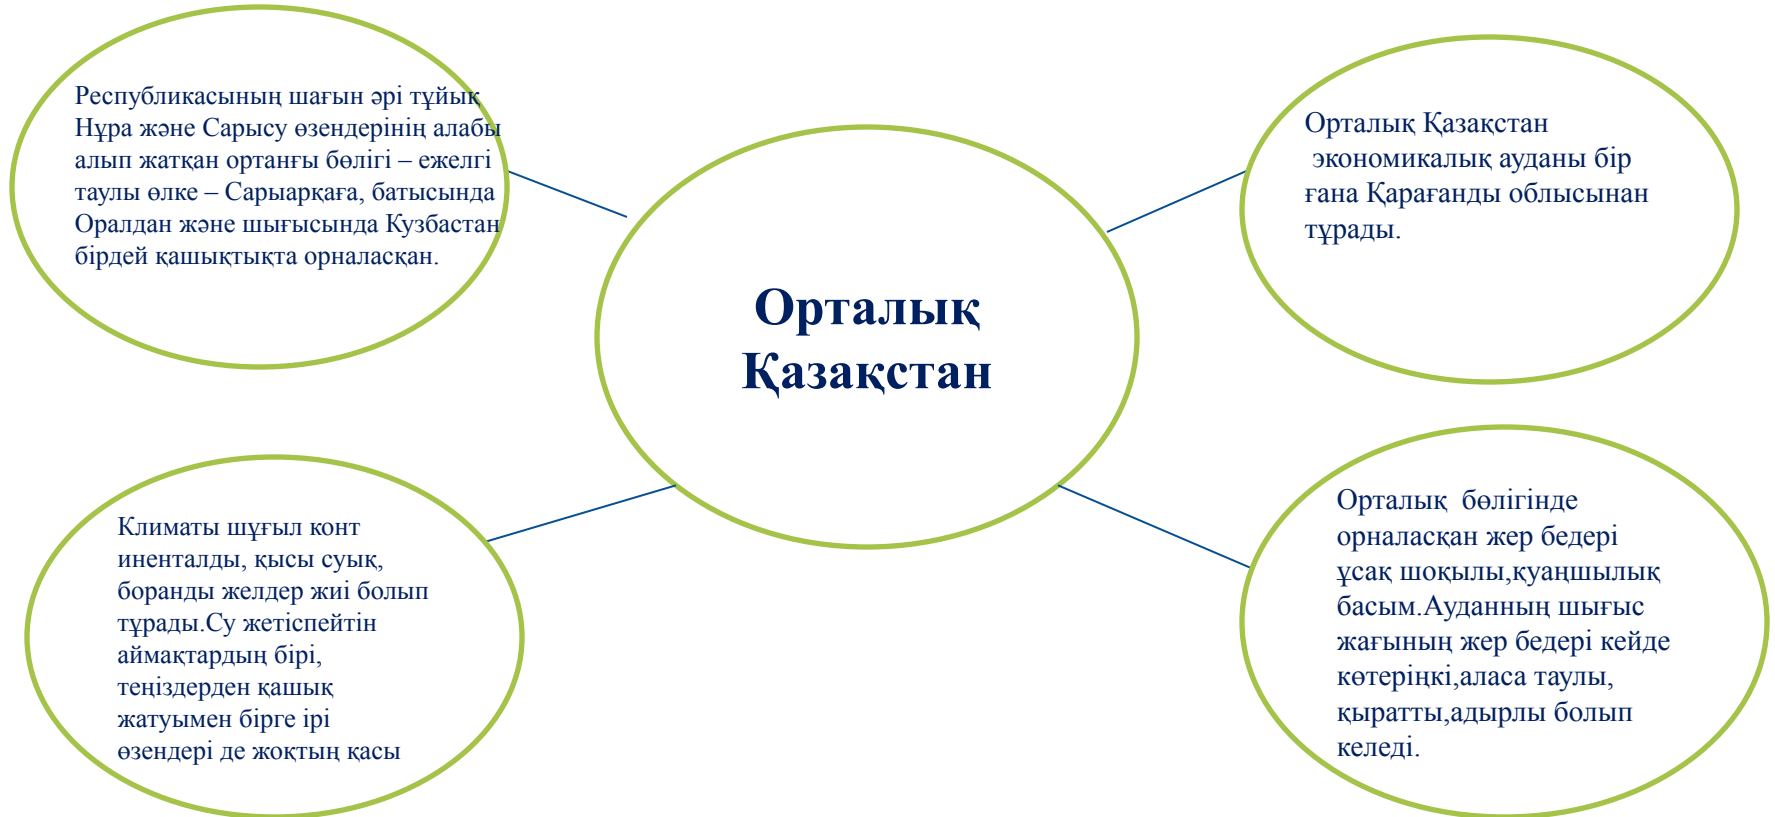 Республикасының шағын әрі тұйық
Нұра және Сарысу өзендерінің алабы
алып жатқан ортанғы бөлігі – ежелгі
таулы өлке – Сарыарқаға, батысында
Оралдан және шығысында Кузбастан
бірдей қашықтықта орналасқан.
Орталық Қазақстан
экономикалық ауданы бір
ғана Қарағанды облысынан
тұрады.
Орталық
Қазақстан
Климаты шұғыл конт
иненталды, қысы суық,
боранды желдер жиі болып
тұрады.Су жетіспейтін
аймақтардың бірі,
теңіздерден қашық
жатуымен бірге ірі
өзендері де жоқтың қасы
Орталық  бөлігінде
орналасқан жер бедері
ұсақ шоқылы,қуаңшылық
басым.Ауданның шығыс
жағының жер бедері кейде
көтеріңкі,аласа таулы,
қыратты,адырлы болып
келеді.